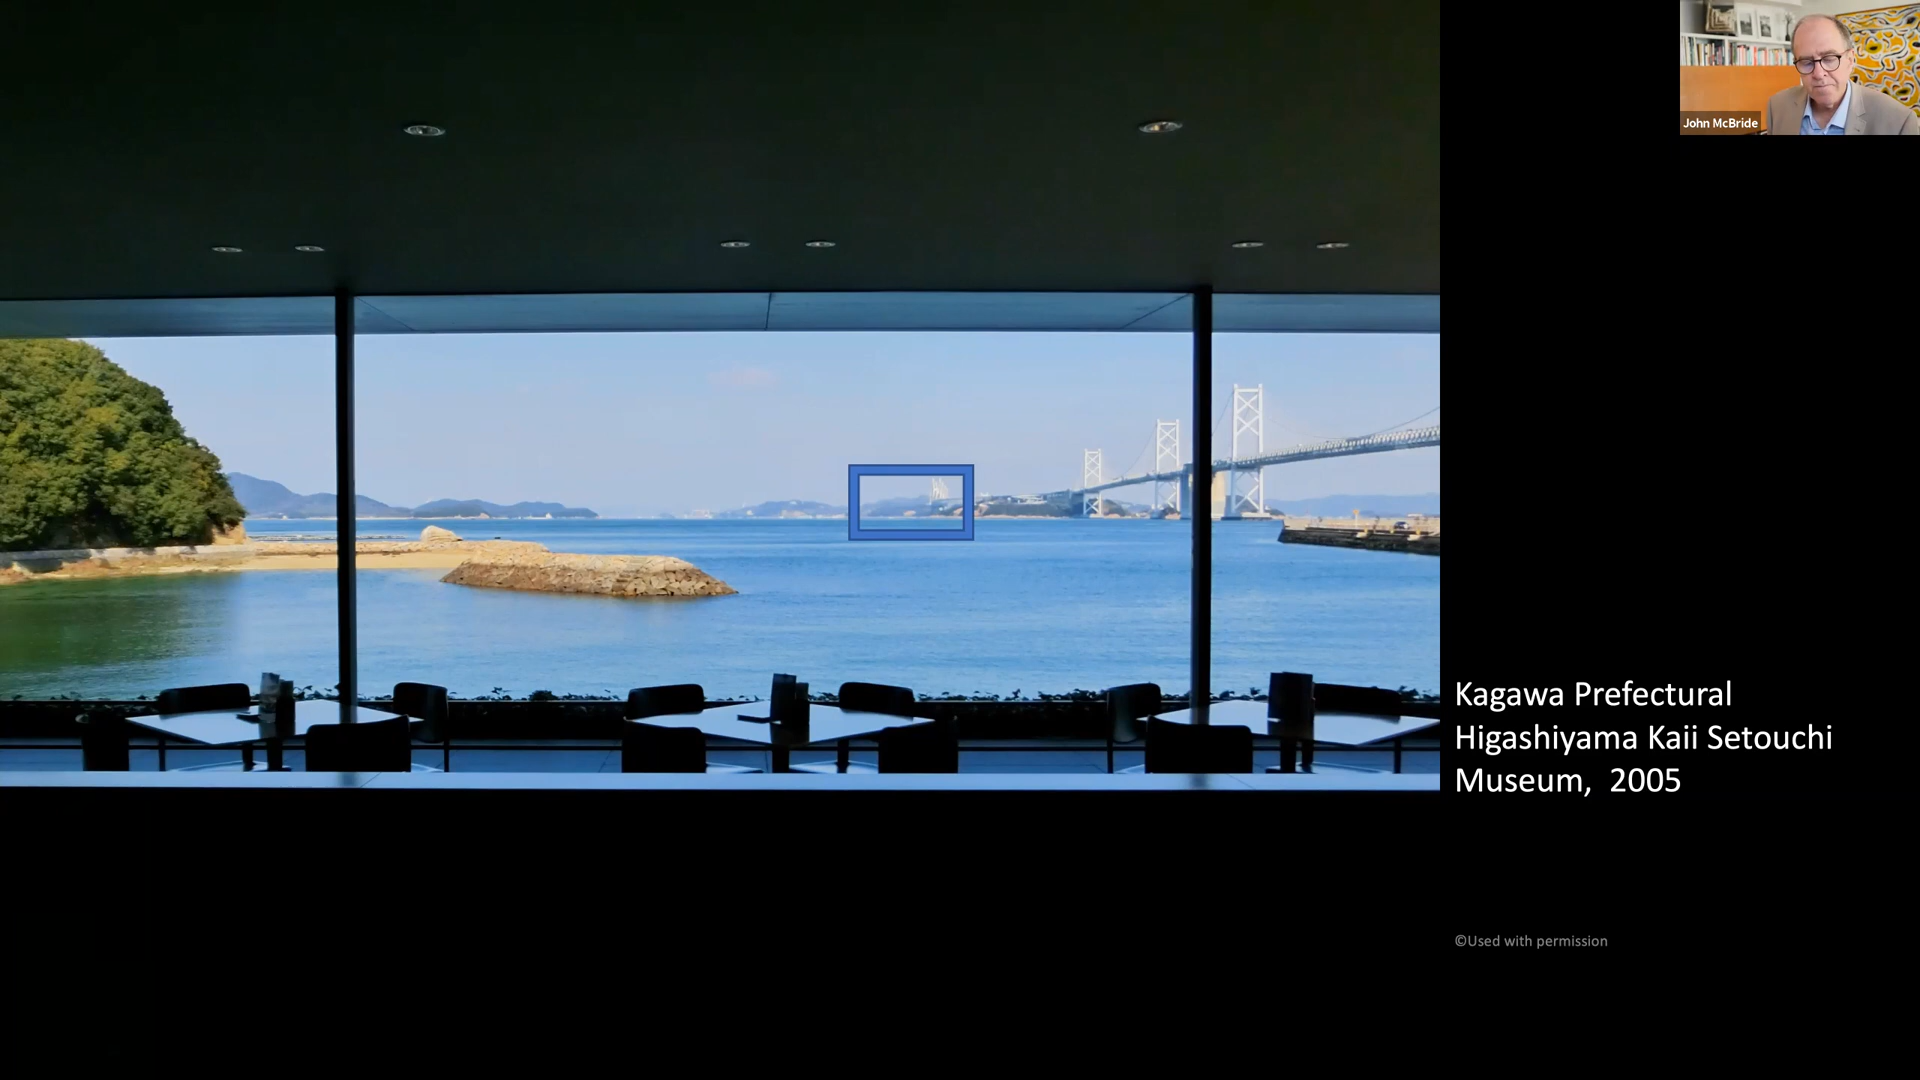 John McBride
Kagawa Prefectural
Higashiyama Kaii Setouchi
Museum, 2005
©Used with permission